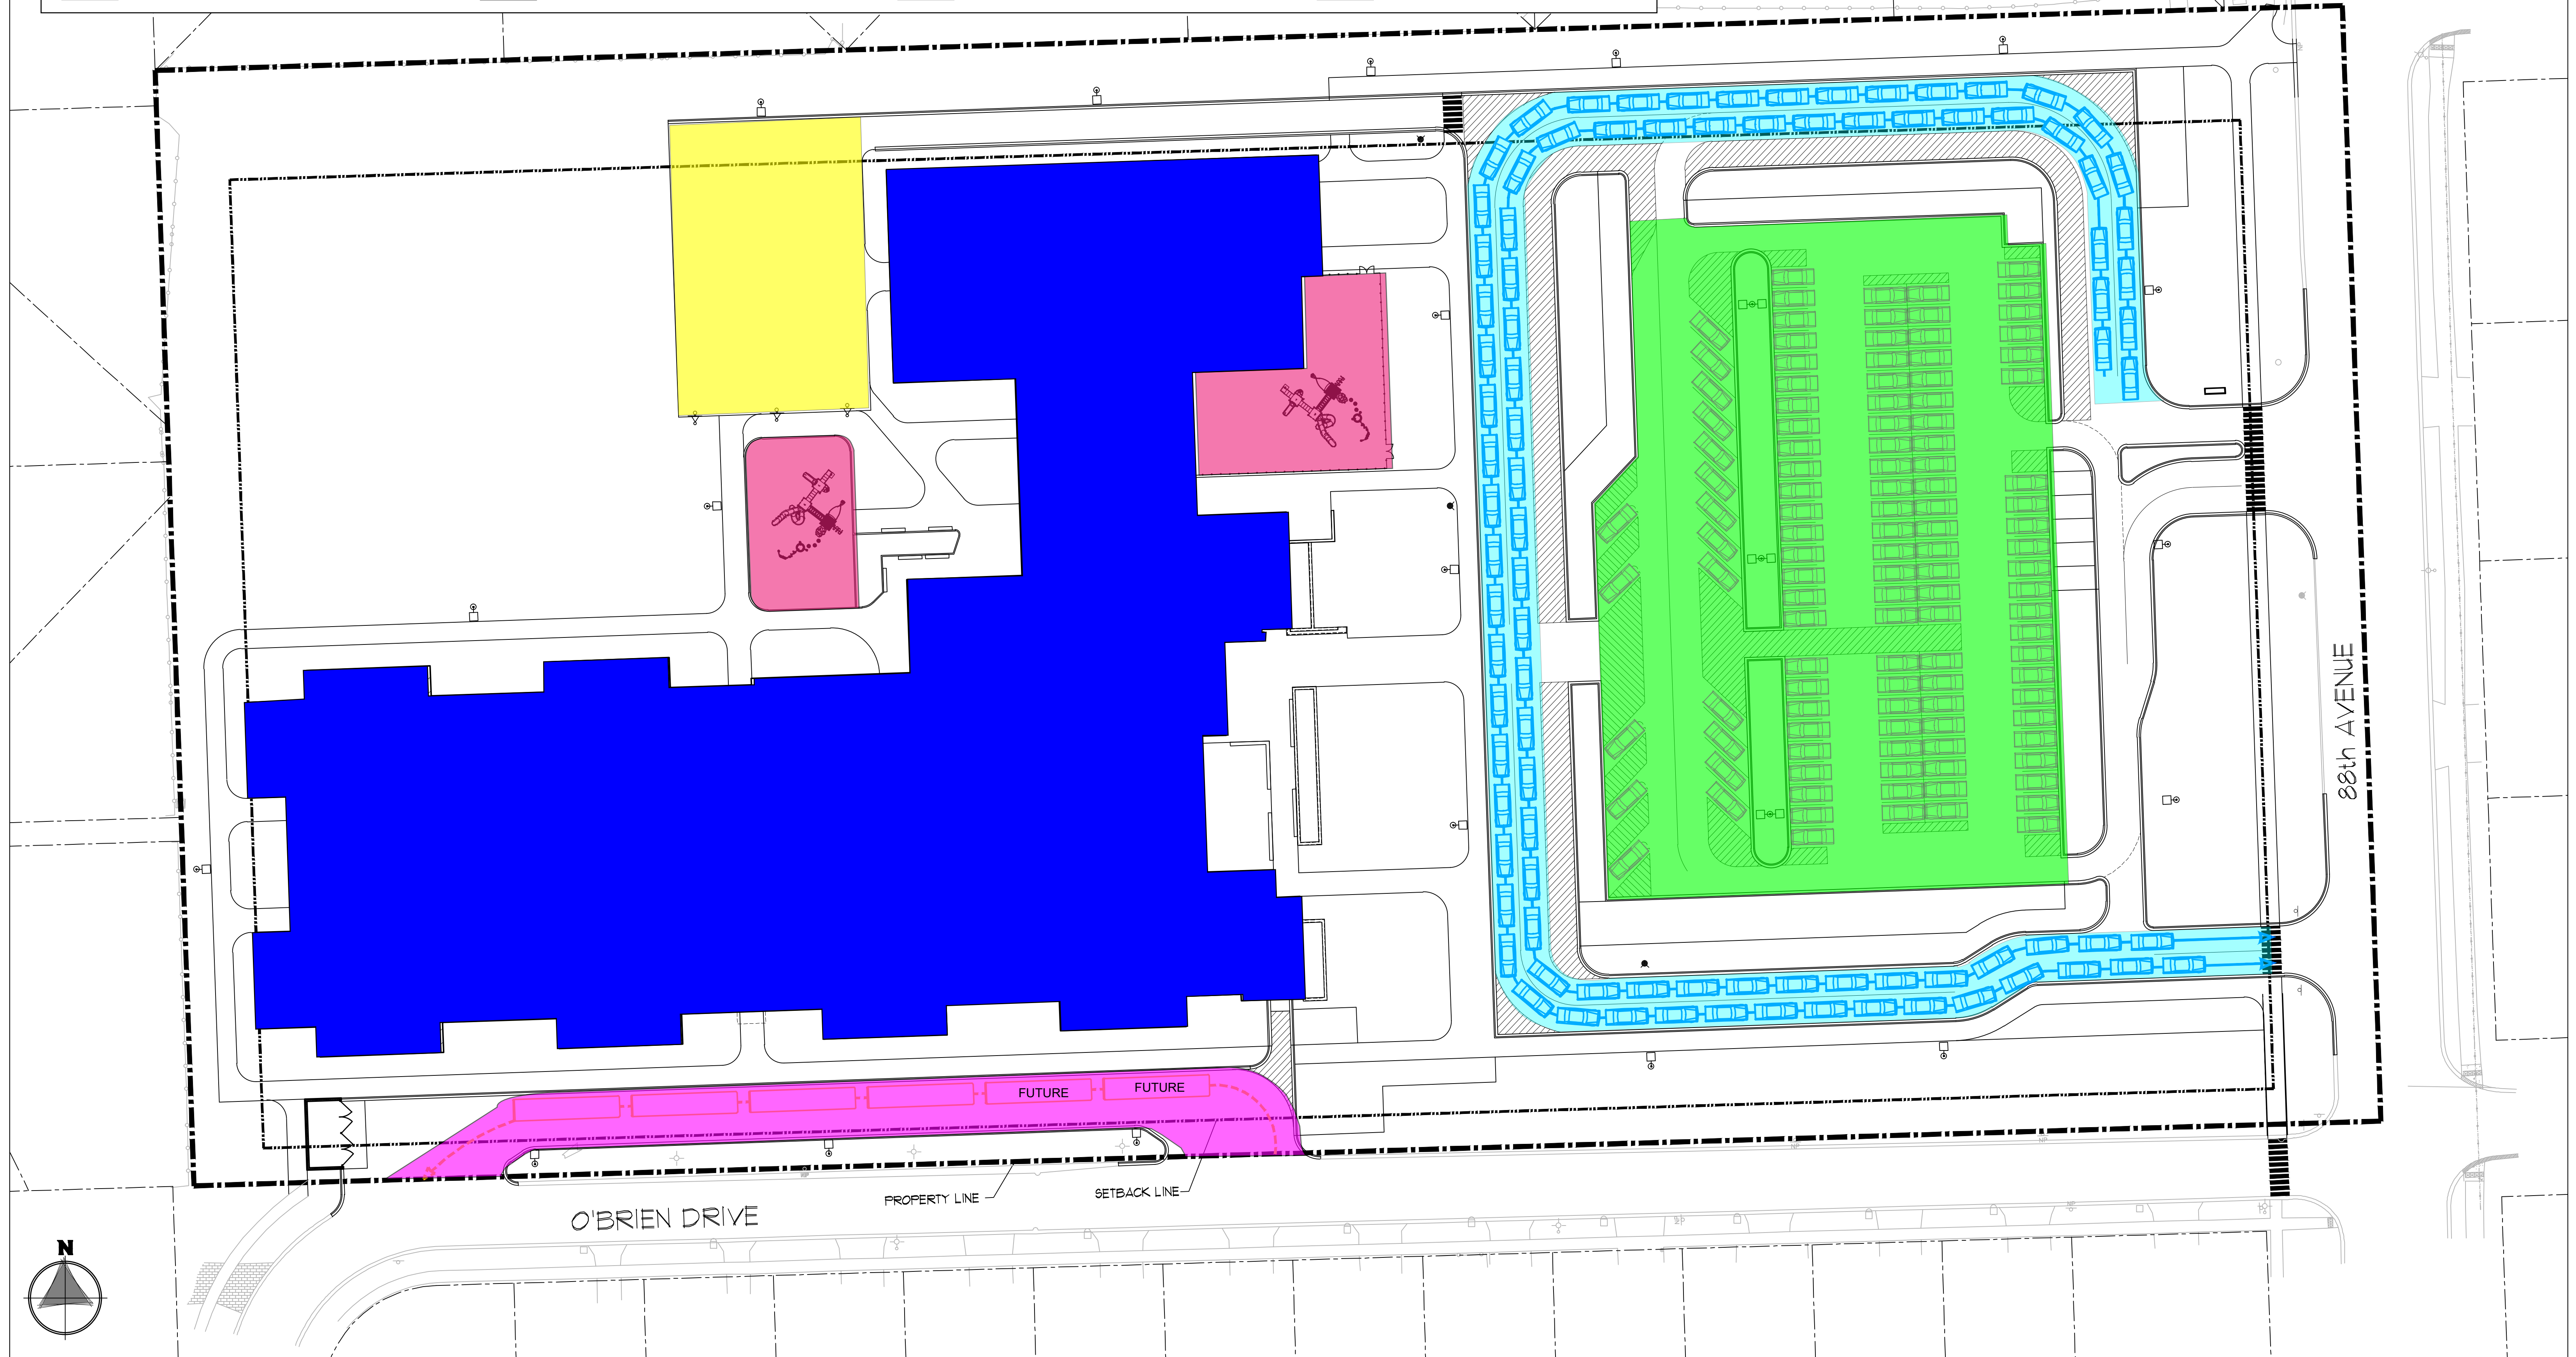 88th AVENUE
FUTURE
FUTURE
PROPERTY LINE
SETBACK LINE
O'BRIEN DRIVE
N